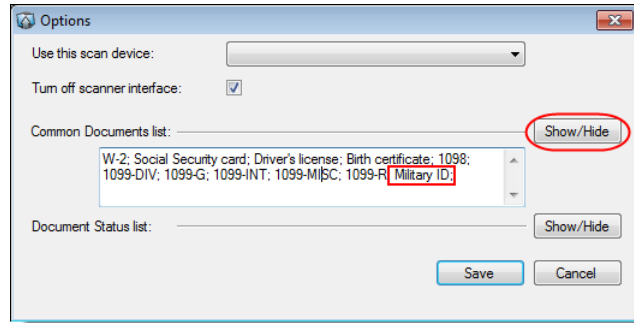 Options
Use this scan device:
Turn off scanner interface:
Common Documents list:
Show/Hide
W-2; Social Security card; Driver's license; Birth certificate; 1098;
1099-DIV; 1099-G; 1099-INT; 1099-MISC; 1099-R Military ID;
Document Status list:
Show/Hide
Save
Cancel